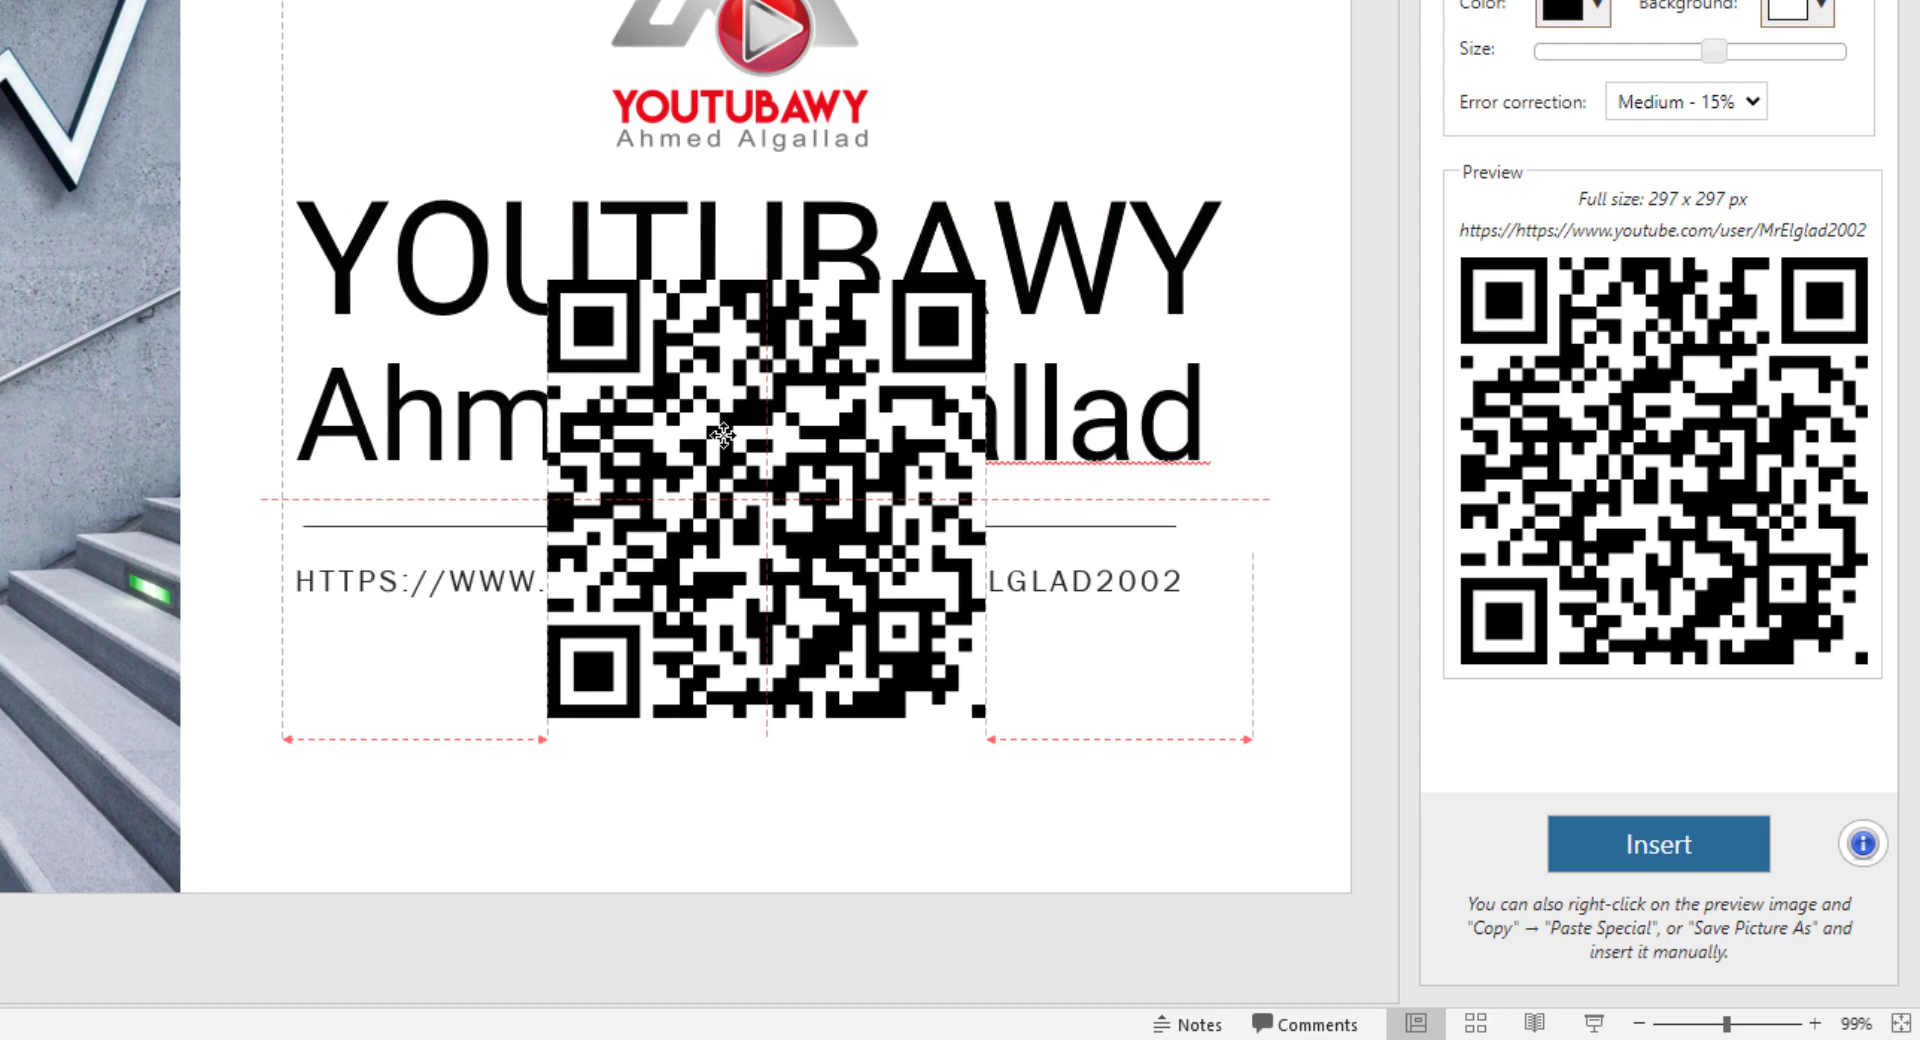 YOUTUBAWY
Ahmed Algallad
YOUTUBAWY
Ahm allad
HTTPS://WWW. LGLAD2002
Color: Background:
Size:
Error correction: Medium - 15%
Preview
Full size: 297 x 297 px
https://https://www.youtube.com/user/MrElglad2002
Insert
You can also right-click on the preview image and
"Copy" → "Paste Special", or "Save Picture As" and
insert it manually.
Notes Comments 99%